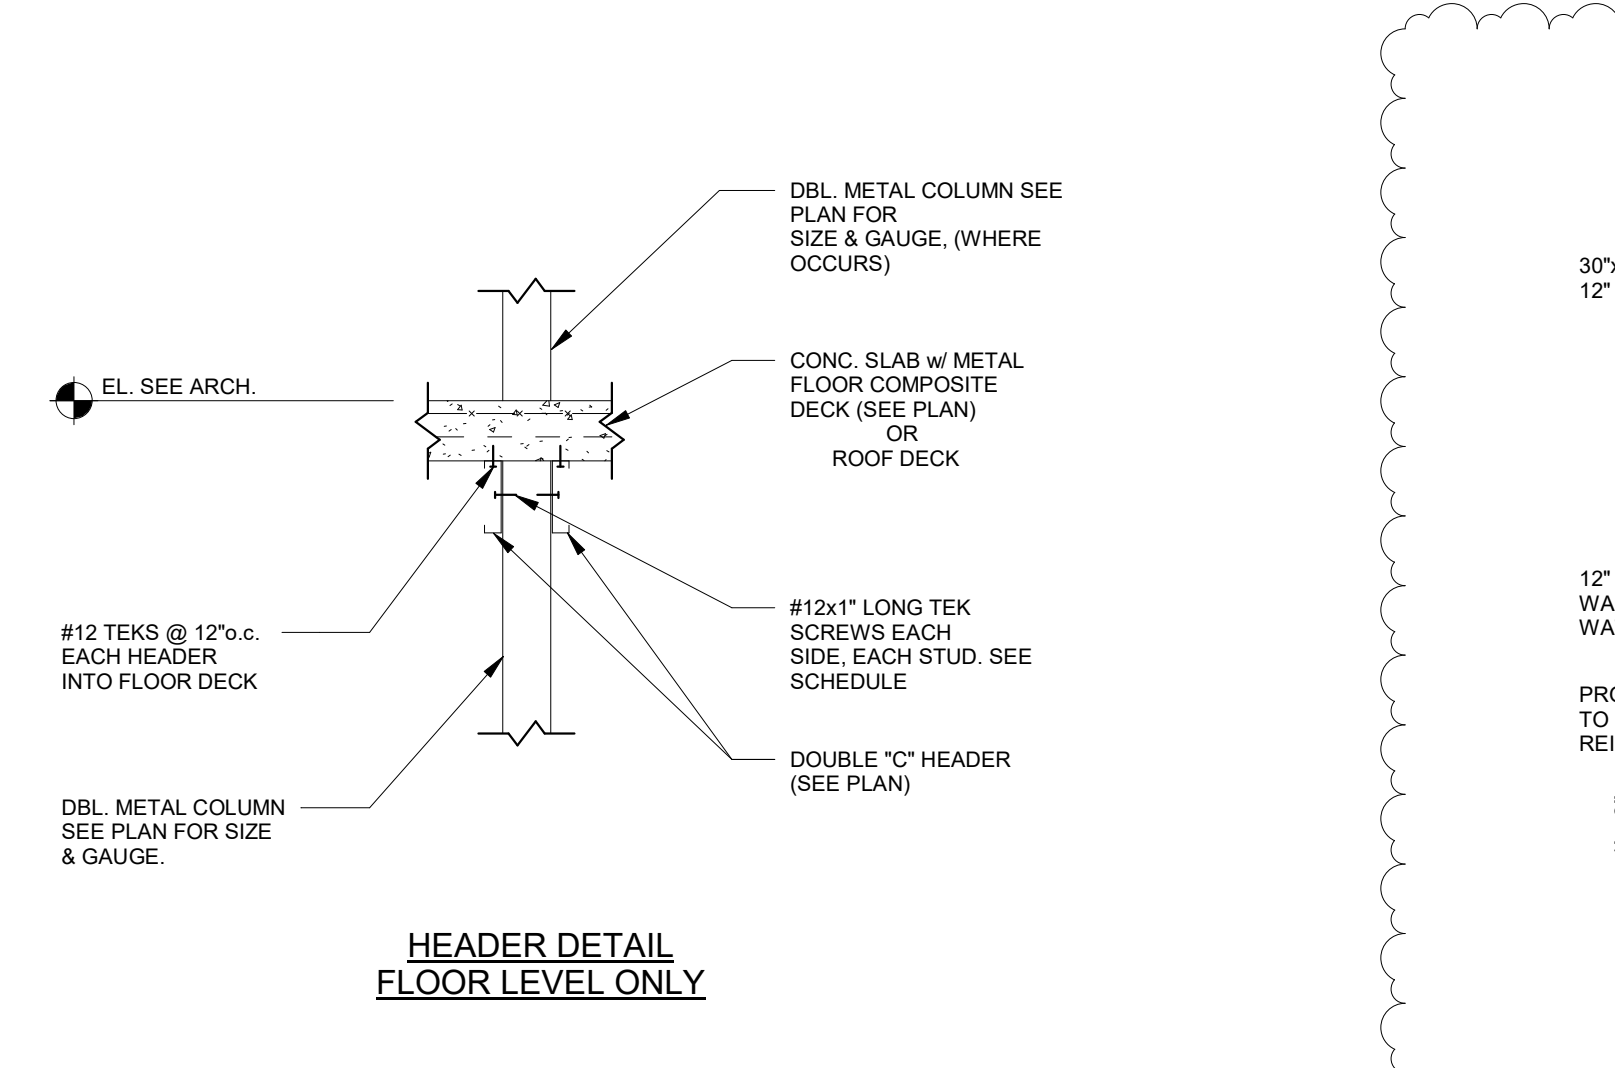 DBL. METAL COLUMN SEE
PLAN FOR
SIZE & GAUGE, (WHERE
OCCURS)
CONC. SLAB w/ METAL
FLOOR COMPOSITE
DECK (SEE PLAN)
OR
ROOF DECK
EL. SEE ARCH.
#12 TEKS @ 12"o.c.
EACH HEADER
INTO FLOOR DECK
#12x1" LONG TEK
SCREWS EACH
SIDE, EACH STUD. SEE
SCHEDULE
DOUBLE "C" HEADER
(SEE PLAN)
DBL. METAL COLUMN
SEE PLAN FOR SIZE
& GAUGE.
HEADER DETAIL
FLOOR LEVEL ONLY
30"
12"
12"
WA
WA
PRO
TO
REI